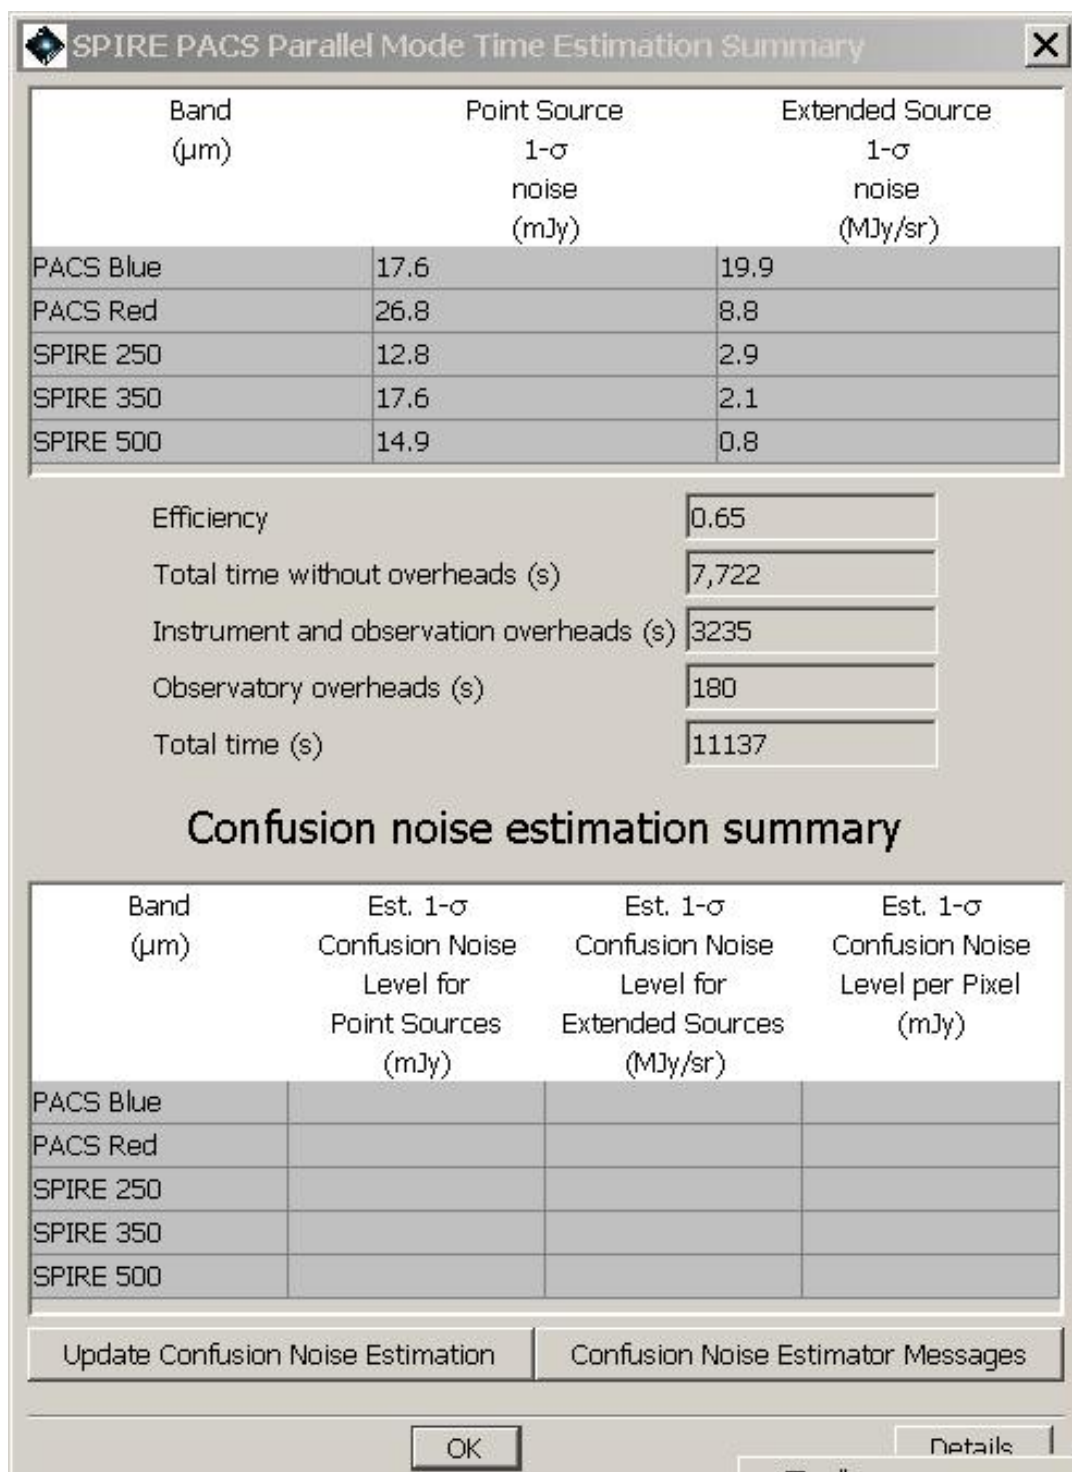 SPIRE PACS Parallel Mode Time Estimation Summary
Band Point Source Extended Source
(µm) 1-σ 1-σ
noise noise
(mJy) (MJy/sr)
PACS Blue 17.6 19.9
PACS Red 26.8 8.8
SPIRE 250 12.8 2.9
SPIRE 350 17.6 2.1
SPIRE 500 14.9 0.8
Efficiency 0.65
Total time without overheads (s) 7,722
Instrument and observation overheads (s) 3235
Observatory overheads (s) 180
Total time (s) 11137
Confusion noise estimation summary
Band Est. 1-σ Est. 1-σ Est. 1-σ
(µm) Confusion Noise Confusion Noise Confusion Noise
Level for Level for Level per Pixel
Point Sources Extended Sources (mJy)
(mJy) (MJy/sr)
PACS Blue
PACS Red
SPIRE 250
SPIRE 350
SPIRE 500
Update Confusion Noise Estimation Confusion Noise Estimator Messages
OK Details